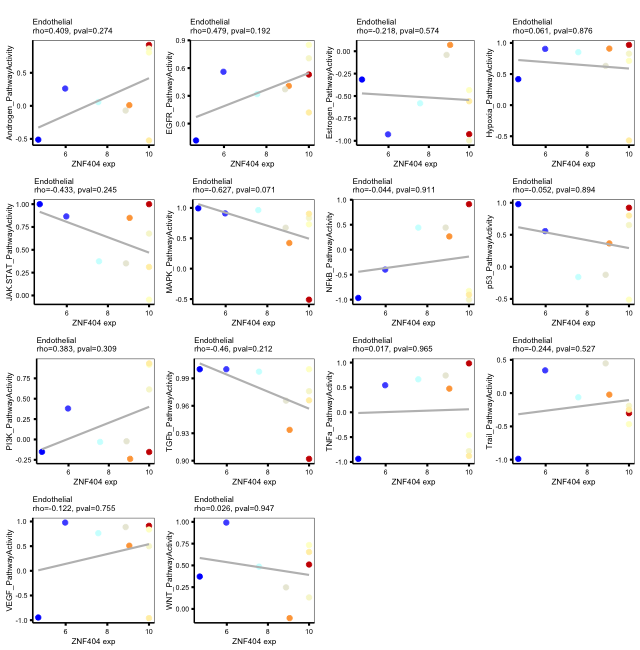 Endothelial
rho=0.409, pval=0.274
Androgen_PathwayActivity
0.5
0.0
-0.5
6
8
10
ZNF404 exp
Endothelial
rho=0.479, pval=0.192
EGFR_PathwayActivity
0.9
0.6
0.3
0.0
6
8
10
ZNF404 exp
Endothelial
rho=-0.218, pval=0.574
Estrogen_PathwayActivity
0.00
-0.25
-0.50
-0.75
-1.00
6
8
10
ZNF404 exp
Endothelial
rho=0.061, pval=0.876
Hypoxia_PathwayActivity
1.0
0.5
0.0
-0.5
6
8
10
ZNF404 exp
Endothelial
rho=-0.433, pval=0.245
JAK.STAT_PathwayActivity
1.00
0.75
0.50
0.25
0.00
6
8
10
ZNF404 exp
Endothelial
rho=-0.627, pval=0.071
MAPK_PathwayActivity
1.0
0.5
0.0
-0.5
6
8
10
ZNF404 exp
Endothelial
rho=-0.044, pval=0.911
NFkB_PathwayActivity
1.0
0.5
0.0
-0.5
-1.0
6
8
10
ZNF404 exp
Endothelial
rho=-0.052, pval=0.894
p53_PathwayActivity
1.0
0.5
0.0
-0.5
6
8
10
ZNF404 exp
Endothelial
rho=0.383, pval=0.309
PI3K_PathwayActivity
0.75
0.50
0.25
0.00
-0.25
6
8
10
ZNF404 exp
Endothelial
rho=-0.46, pval=0.212
TGFb_PathwayActivity
0.99
0.96
0.93
0.90
6
8
10
ZNF404 exp
Endothelial
rho=0.017, pval=0.965
TNFa_PathwayActivity
1.0
0.5
0.0
-0.5
-1.0
6
8
10
ZNF404 exp
Endothelial
rho=-0.244, pval=0.527
Trail_PathwayActivity
0.5
0.0
-0.5
-1.0
6
8
10
ZNF404 exp
Endothelial
rho=-0.122, pval=0.755
VEGF_PathwayActivity
1.0
0.5
0.0
-0.5
-1.0
6
8
10
ZNF404 exp
Endothelial
rho=0.026, pval=0.947
WNT_PathwayActivity
1.00
0.75
0.50
0.25
0.00
6
8
10
ZNF404 exp